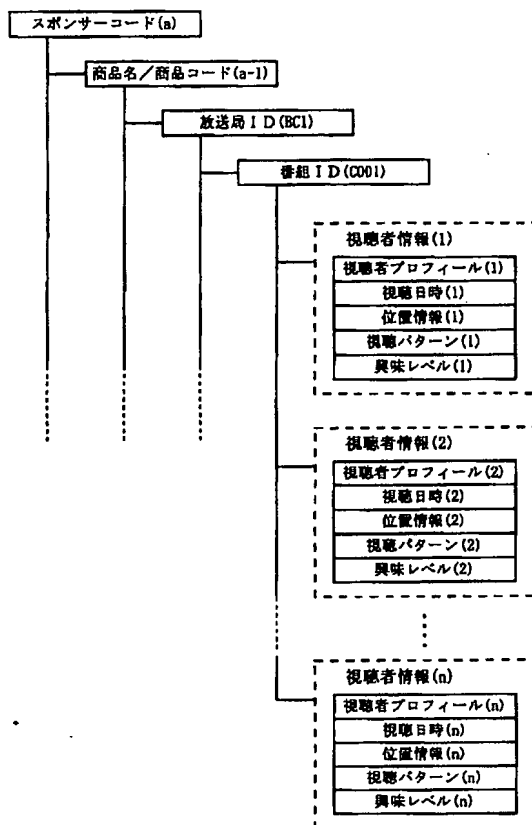 スポンサーコード(a)
商品名／商品コード(a-1)
放送局ＩＤ(BC1)
番組ＩＤ(C001)
視聴者情報(1)
視聴者プロフィール(1)
視聴日時(1)
位置情報(1)
視聴パターン(1)
興味レベル(1)
視聴者情報(2)
視聴者プロフィール(2)
視聴日時(2)
位置情報(2)
視聴パターン(2)
興味レベル(2)
視聴者情報(n)
視聴者プロフィール(n)
視聴日時(n)
位置情報(n)
視聴パターン(n)
興味レベル(n)